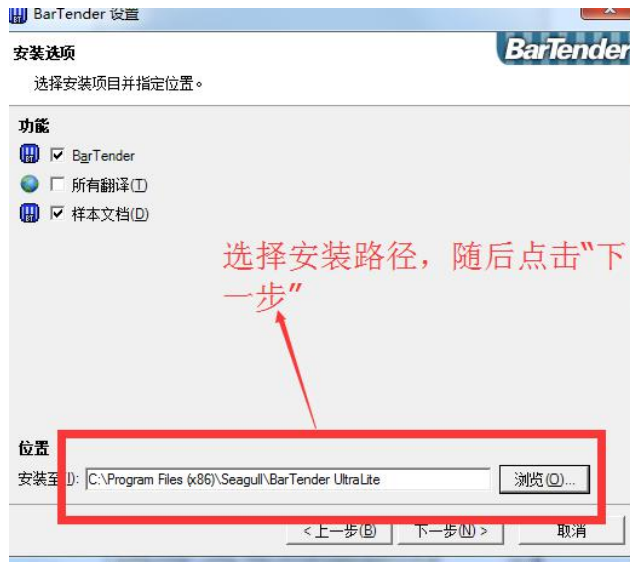 BarTender 设置
安装选项
BarTender
选择安装项目并指定位置。
功能
BarTender
所有翻译(T)
样本文档(D)
选择安装路径，随后点击“下
一步”
位置
安装至(I): C:\Program Files (x86)\Seagull\BarTender UltraLite 浏览(O)...
<上一步(B) 下一步(N) > 取消